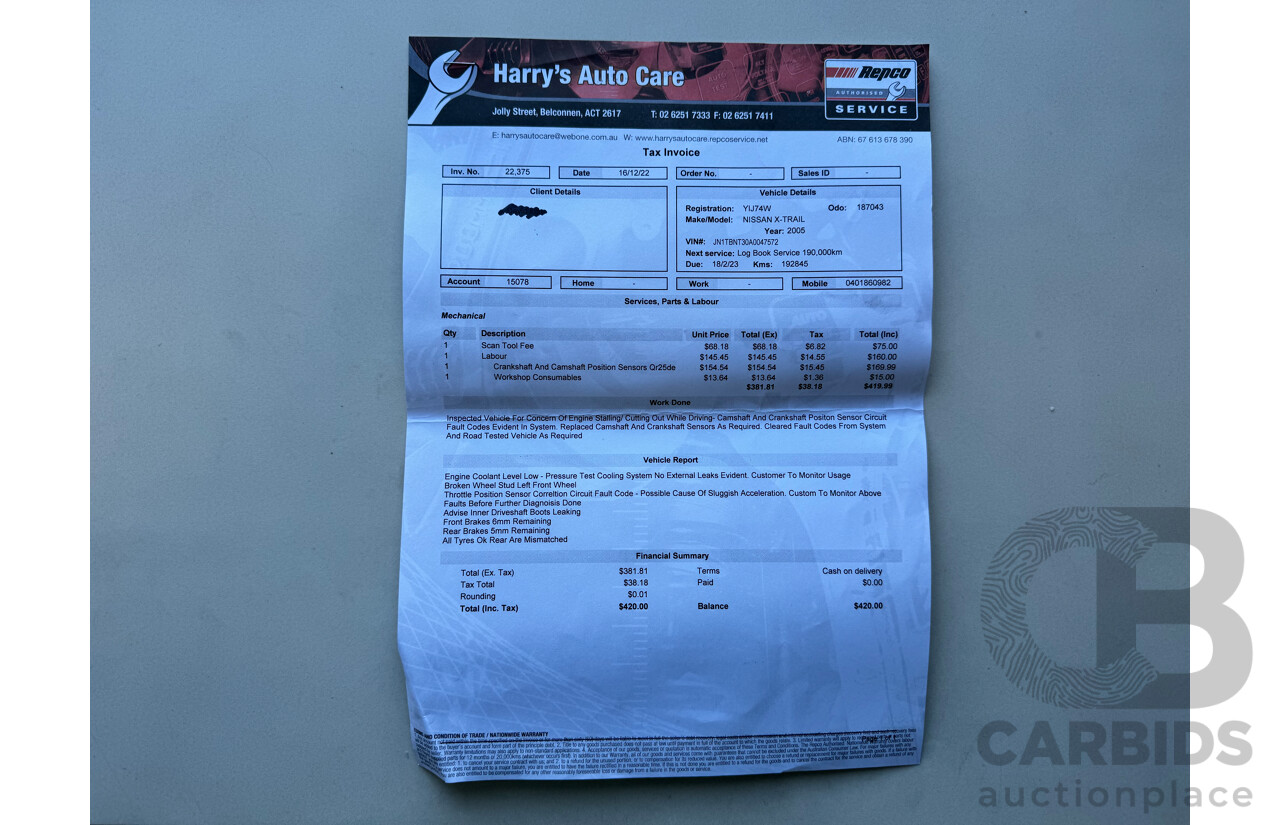 Harry's Auto Care
REPCO
AUTHORISED
SERVICE
Jolly Street, Belconnen, ACT 2617 T: 02 6251 7333 F: 02 6251 7411
E: harrysautocare@webone.com.au W: www.harrysautocare.repcoservice.net ABN: 67 613 678 390
Tax Invoice
Inv. No. 22,375 Date 16/12/22 Order No. - Sales ID -
Client Details
Vehicle Details
Registration: YIJ74W Odo: 187043
Make/Model: NISSAN X-TRAIL
Year: 2005
VIN#: JN1TBNT30A0047572
Next service: Log Book Service 190,000km
Due: 18/2/23 Kms: 192845
Account 15078 Home - Work - Mobile 0401860982
Services, Parts & Labour
Mechanical
Qty Description Unit Price Total (Ex) Tax Total (Inc)
1 Scan Tool Fee $68.18 $68.18 $6.82 $75.00
1 Labour $145.45 $145.45 $14.55 $160.00
1 Crankshaft And Camshaft Position Sensors Qr25de $154.54 $154.54 $15.45 $169.99
1 Workshop Consumables $13.64 $13.64 $1.36 $15.00
$381.81 $38.18 $419.99
Work Done
Inspected Vehicle For Concern Of Engine Stalling/ Cutting Out While Driving- Camshaft And Crankshaft Positon Sensor Circuit
Fault Codes Evident In System. Replaced Camshaft And Crankshaft Sensors As Required. Cleared Fault Codes From System
And Road Tested Vehicle As Required
Vehicle Report
Engine Coolant Level Low - Pressure Test Cooling System No External Leaks Evident. Customer To Monitor Usage
Broken Wheel Stud Left Front Wheel
Throttle Position Sensor Correltion Circuit Fault Code - Possible Cause Of Sluggish Acceleration. Custom To Monitor Above
Faults Before Further Diagnoisis Done
Advise Inner Driveshaft Boots Leaking
Front Brakes 6mm Remaining
Rear Brakes 5mm Remaining
All Tyres Ok Rear Are Mismatched
Financial Summary
Total (Ex. Tax) $381.81 Terms Cash on delivery
Tax Total $38.18 Paid $0.00
Rounding $0.01
Total (Inc. Tax) $420.00 Balance $420.00
AND CONDITION OF TRADE / NATIONWIDE WARRANTY
CB
CARBIDS
auctionplace